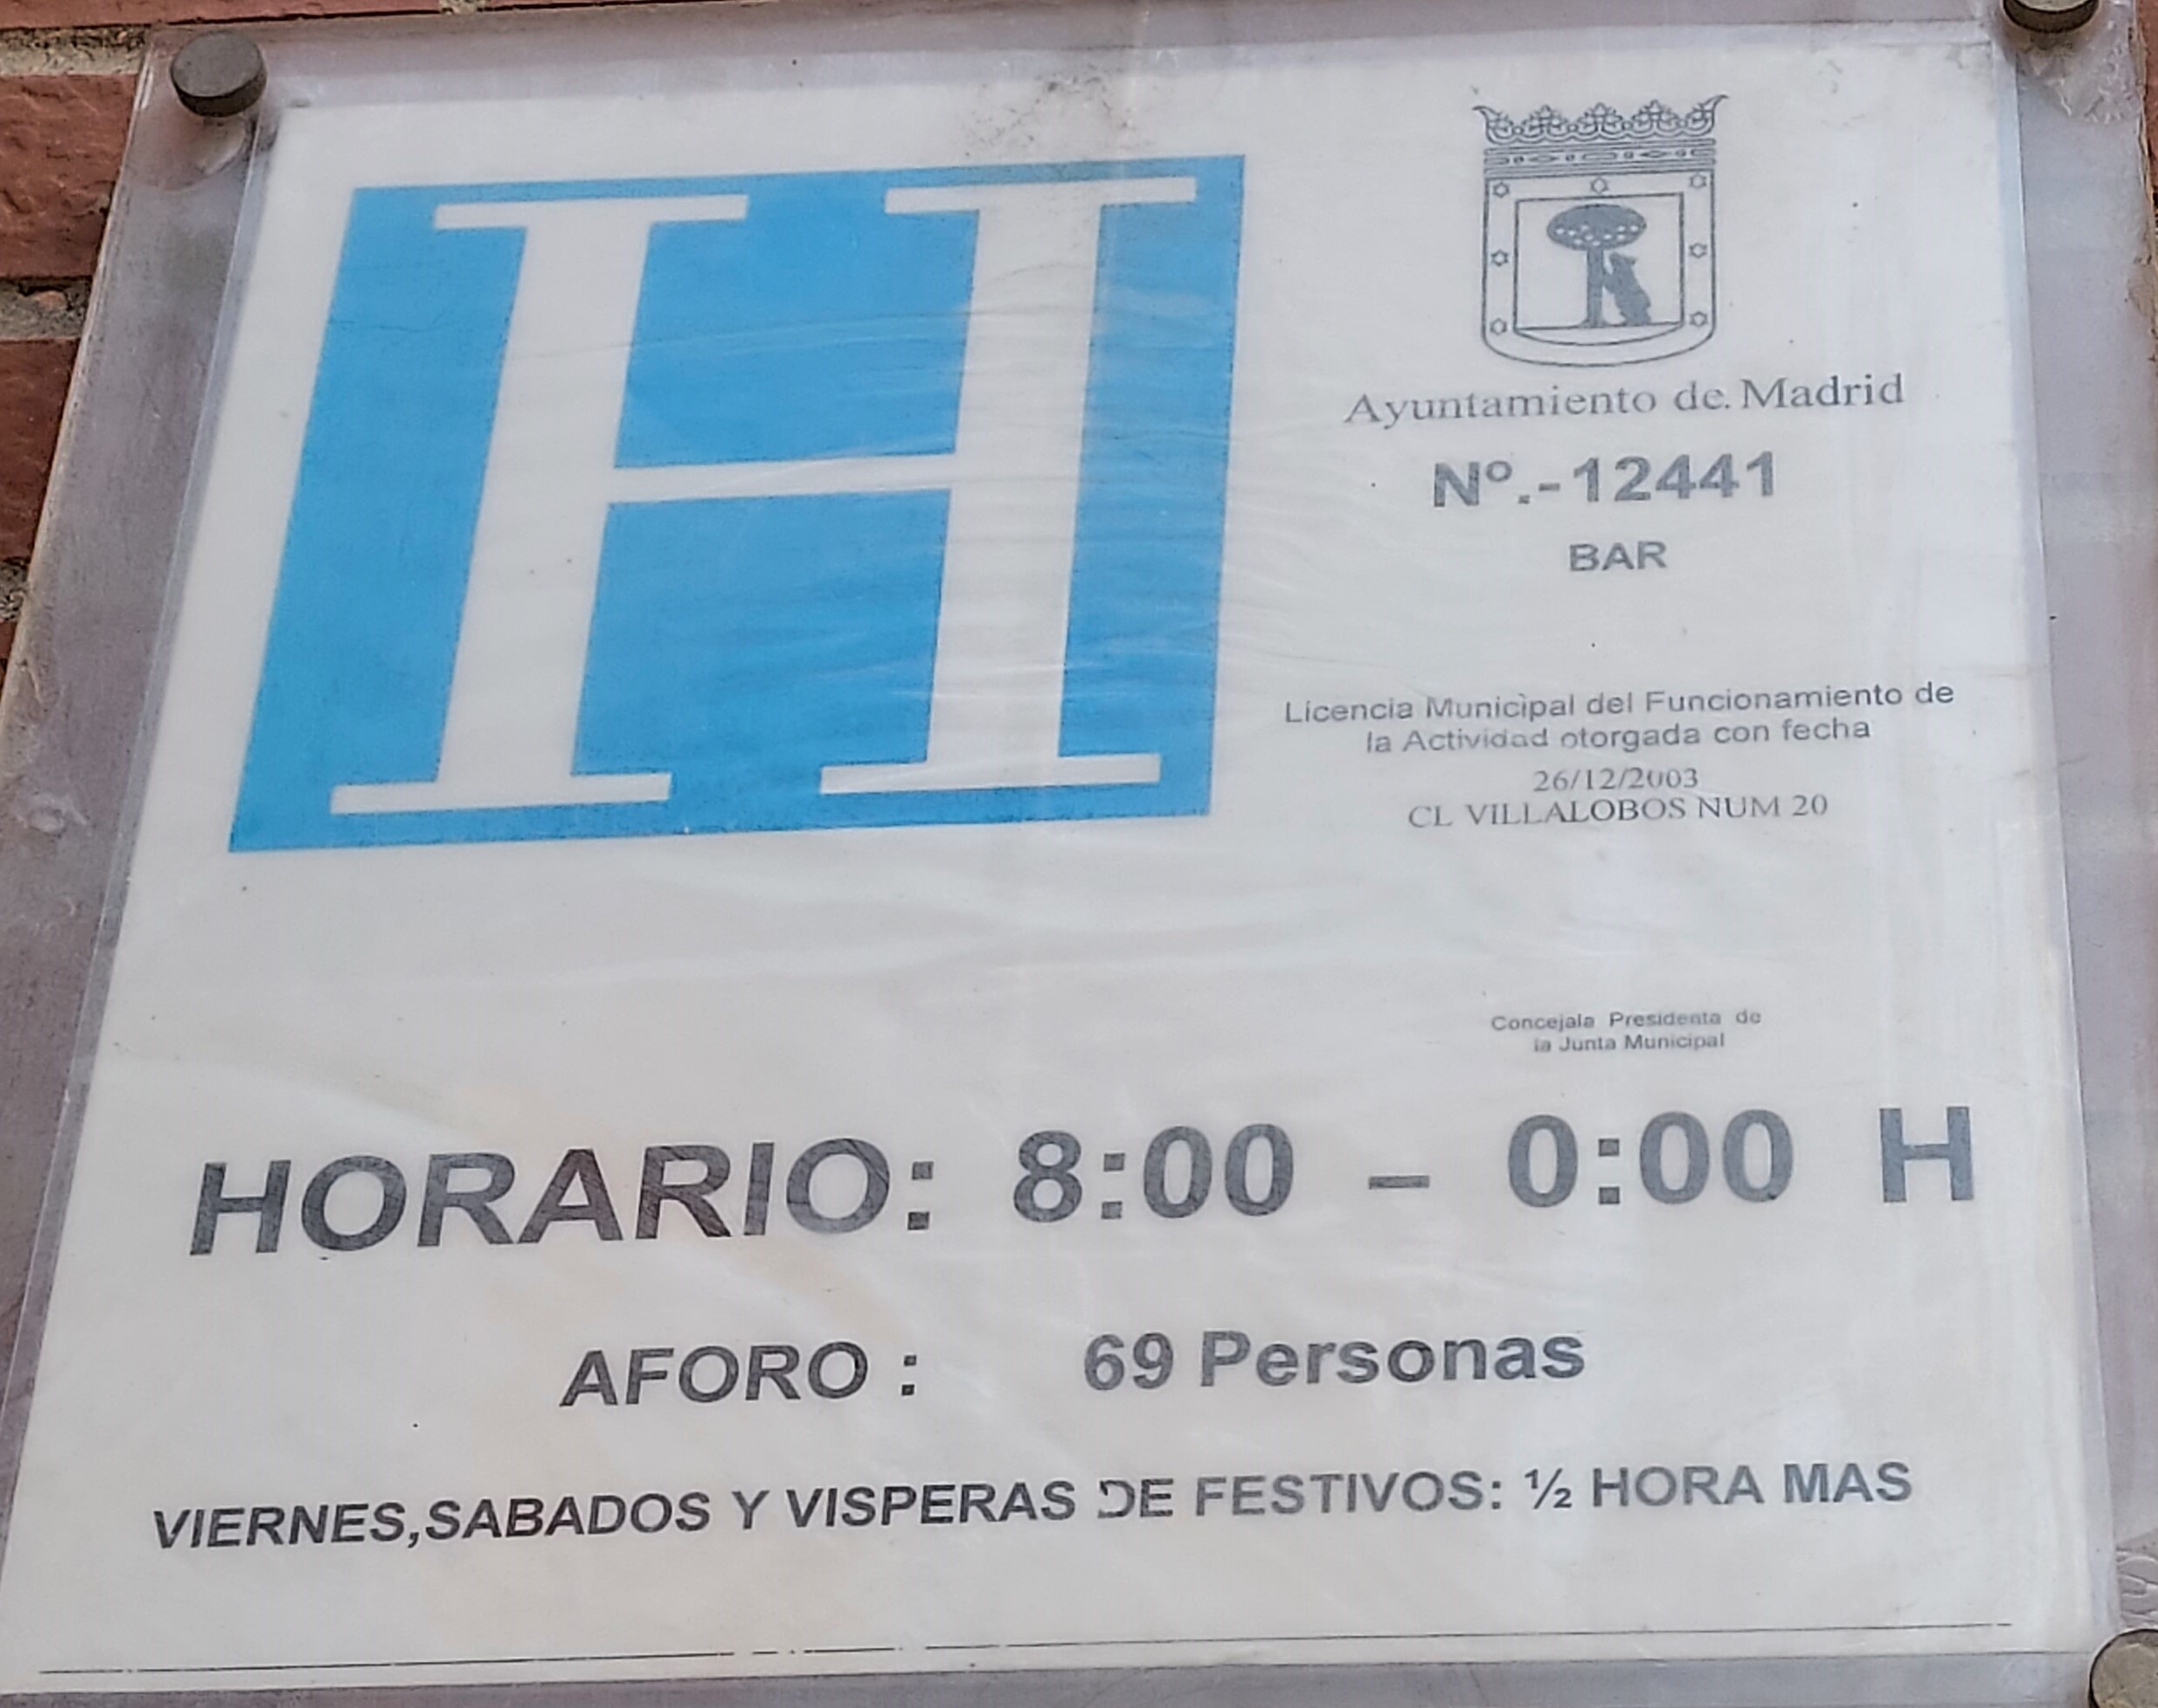 H
Ayuntamiento de. Madrid
Nº.-12441
BAR
Licencia Municipal del Funcionamiento de
la Actividad otorgada con fecha
26/12/2003
CL VILLALOBOS NUM 20
Concejala Presidenta de
la Junta Municipal
HORARIO: 8:00 – 0:00 H
AFORO : 69 Personas
VIERNES,SABADOS Y VISPERAS DE FESTIVOS: ½ HORA MAS